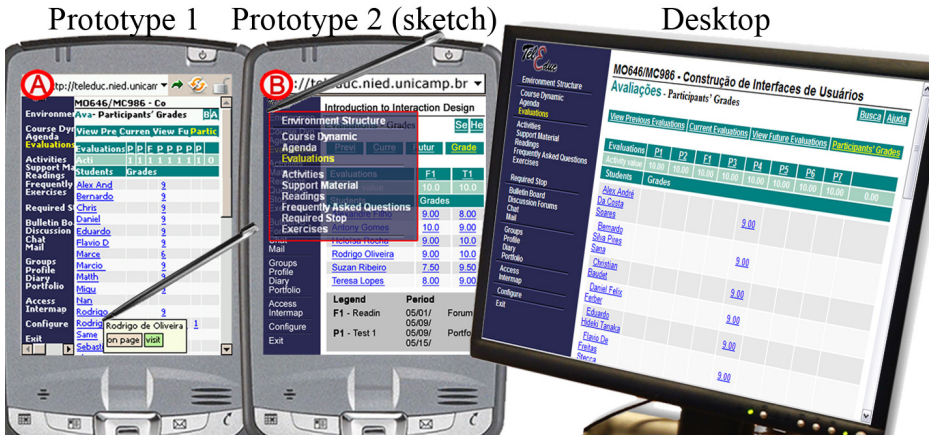 Prototype 1
Prototype 2 (sketch)
Desktop
A
tp://teleduc.nied.unicam
MO646/MC986 - Co
Ava- Participants' Grades
B A
View Pre Curren View Fu Partic
Evaluations P P F P P P P
Acti 1 1 1 1 1 1 1 0
Students Grades
Alex And 9
Bernardo
Chris 9
Daniel 9
Eduardo 9
Flavio D 9
Marce 6
Marcio 9
Matth 9
Miqu 9
Nan
Rodrigo 9
Rodrig 1
Same
Sebasti
Rodrigo de Oliveira
on page visit
Environme
Course Dyr
Agenda
Evaluations
Activities
Support Ma
Readings
Frequently
Exercises
Required S
Bulletin Bo
Discussion
Chat
Mail
Groups
Profile
Diary
Portfolio
Access
Intermap
Configure
Exit
B
://teleduc.nied.unicamp.br
Introduction to Interaction Design
Grades
Se He
Previ Curre Futur Grade
Evaluations F1 T1
10.0 10.0
Students Grades
Alexandre Filho 9.00 8.00
Antony Gomes 10.0 9.00
Heloisa Rocha 9.00 10.0
Rodrigo Oliveira 9.00 10.0
Suzan Ribeiro 7.50 9.50
Teresa Lopes 8.00 9.00
Legend Period
F1 - Readin 05/01/ Forum
05/09/
P1 - Test 1 05/09/ Portfo
05/15/
Environment Structure
Course Dynamic
Agenda
Evaluations
Activities
Support Material
Readings
Frequently Asked Questions
Required Stop
Exercises
Chat
Mail
Groups
Profile
Diary
Portfolio
Access
Intermap
Configure
Exit
TelEduc
Environment Structure
Course Dynamic
Agenda
Evaluations
Activities
Support Material
Readings
Frequently Asked Questions
Exercises
Required Stop
Bulletin Board
Discussion Forums
Chat
Mail
Groups
Profile
Diary
Portfolio
Access
Intermap
Configure
Exit
MO646/MC986 - Construção de Interfaces de Usuários
Avaliações - Participants' Grades
Busca Ajuda
View Previous Evaluations Current Evaluations View Future Evaluations Participants' Grades
Evaluations P1 P2 F1 P3 P4 P5 P6 P7
Activity value 10.00 10.00 10.00 10.00 10.00 10.00 10.00 0.00
Students Grades
Alex André
Da Costa
Soares
9.00
Bernardo
Silva Pires
Sana
9.00
Christian
Baudet
Daniel Felix
Ferber
9.00
Eduardo
Hideki Tanaka
9.00
Flavio De
Freitas
Stecca
9.00